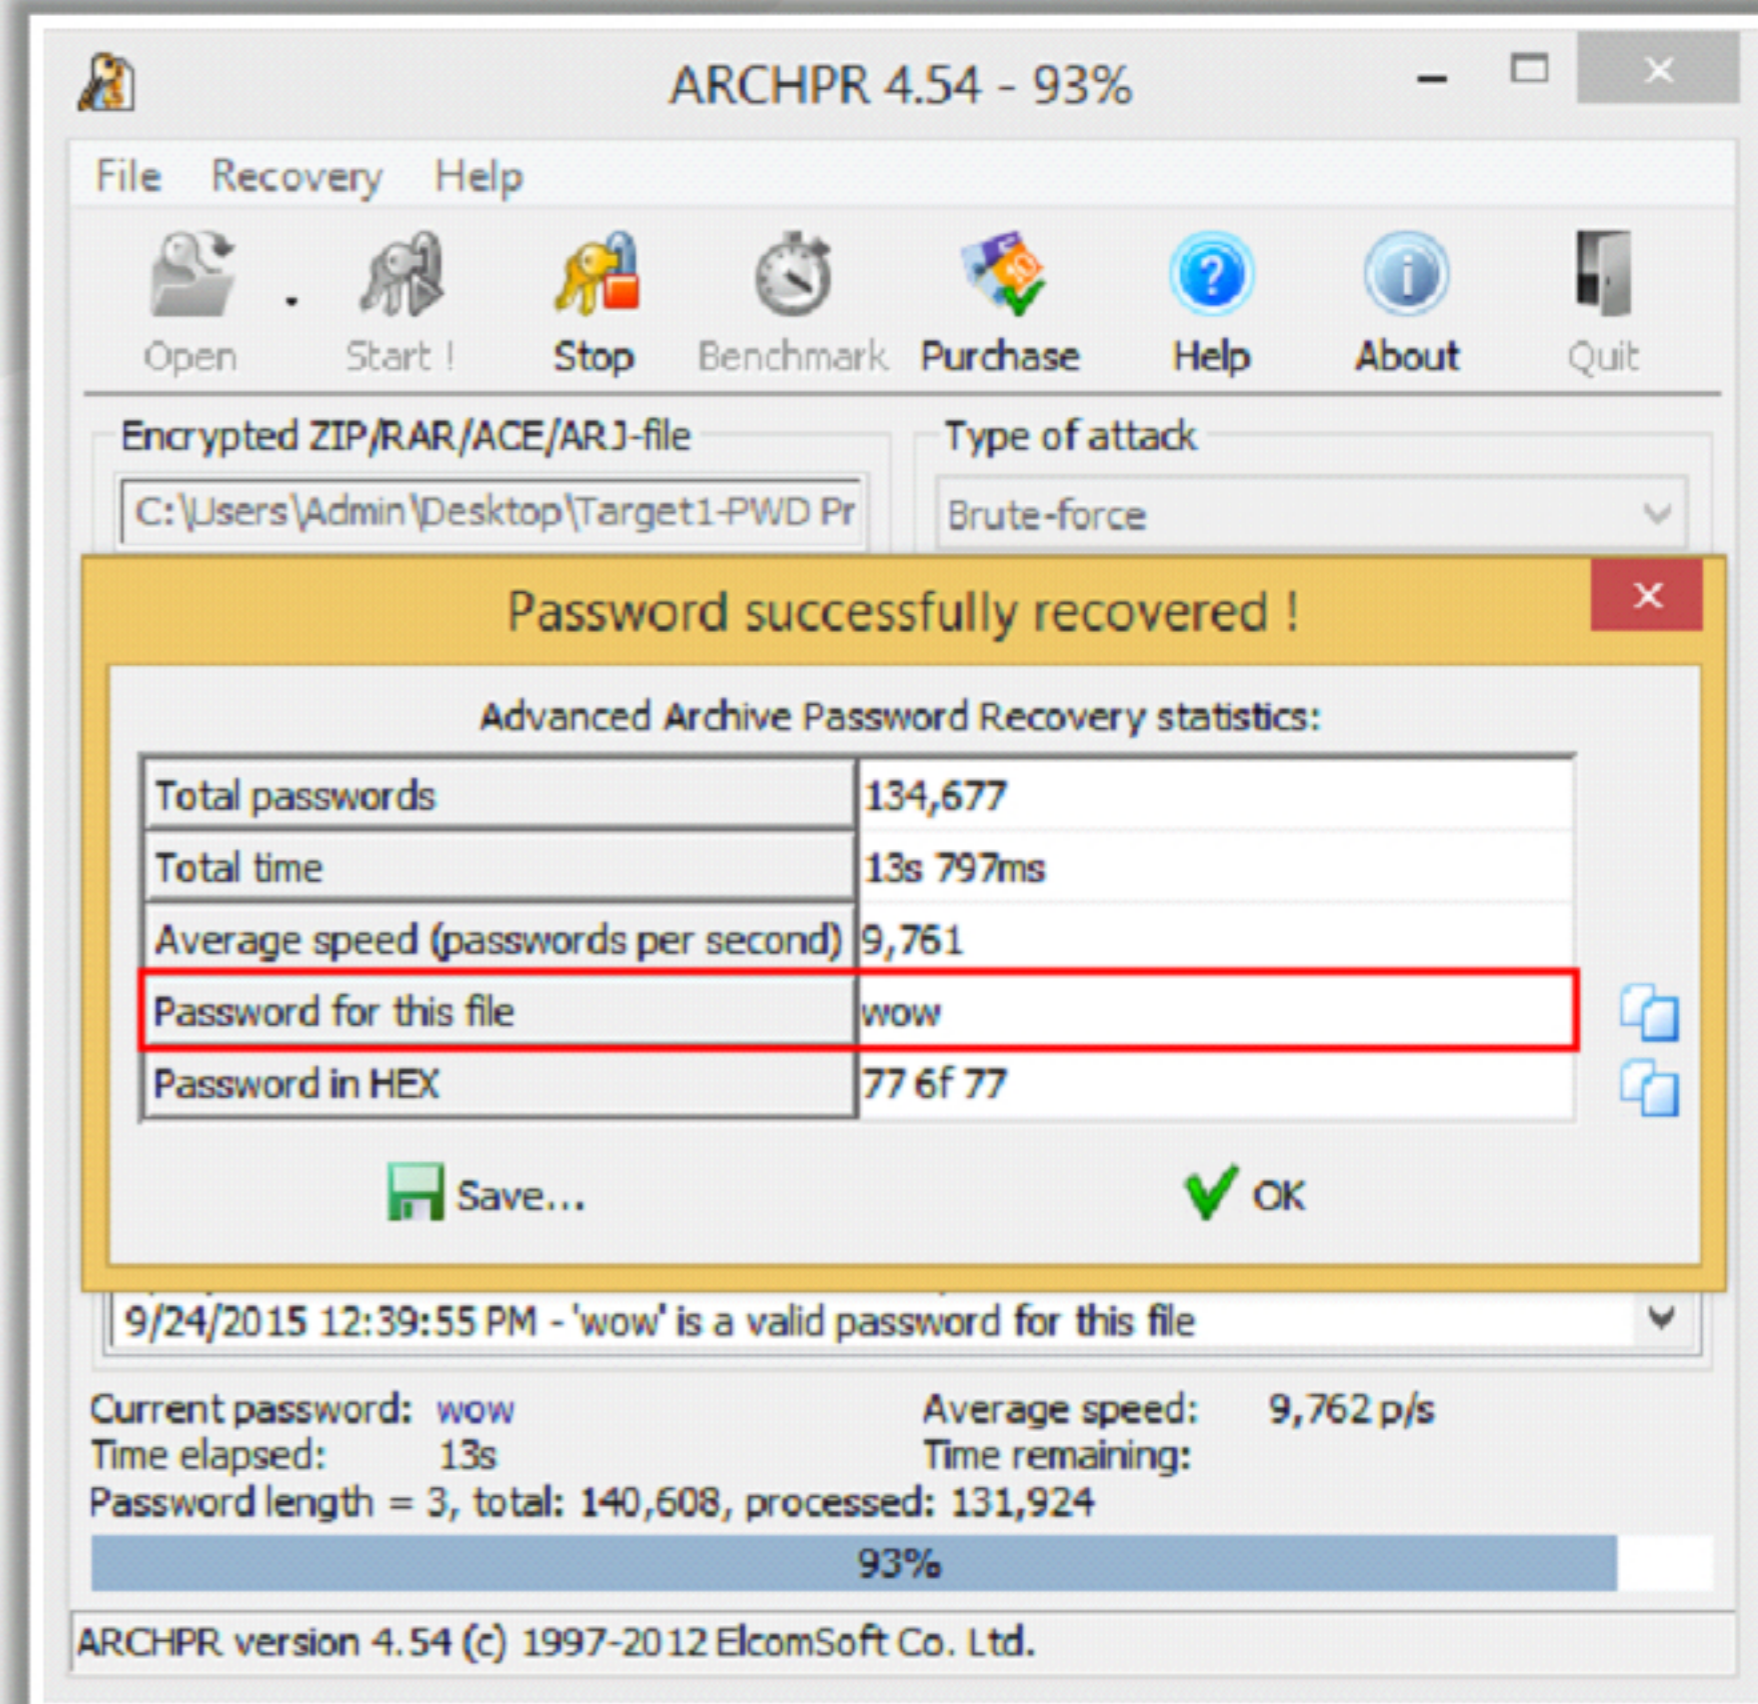 ARCHPR 4.54 - 93%
File Recovery Help
Open Start ! Stop Benchmark Purchase Help About Quit
Encrypted ZIP/RAR/ACE/ARJ-file Type of attack
C:\Users\Admin\Desktop\Target1-PWD Pr Brute-force
Password successfully recovered !
Advanced Archive Password Recovery statistics:
Total passwords 134,677
Total time 13s 797ms
Average speed (passwords per second) 9,761
Password for this file wow
Password in HEX 77 6f 77
Save... OK
9/24/2015 12:39:55 PM - 'wow' is a valid password for this file
Current password: wow Average speed: 9,762 p/s
Time elapsed: 13s Time remaining:
Password length = 3, total: 140,608, processed: 131,924
93%
ARCHPR version 4.54 (c) 1997-2012 ElcomSoft Co. Ltd.